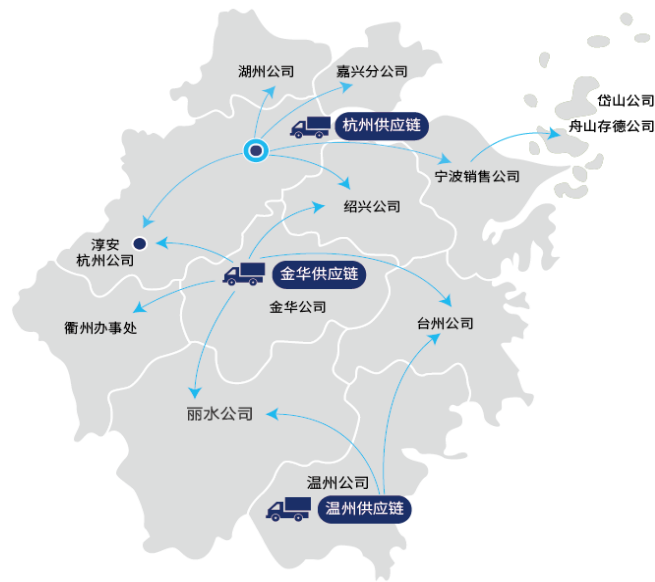 湖州公司
嘉兴分公司
岱山公司
舟山存德公司
杭州供应链
宁波销售公司
绍兴公司
淳安
杭州公司
金华供应链
金华公司
衢州办事处
台州公司
丽水公司
温州公司
温州供应链